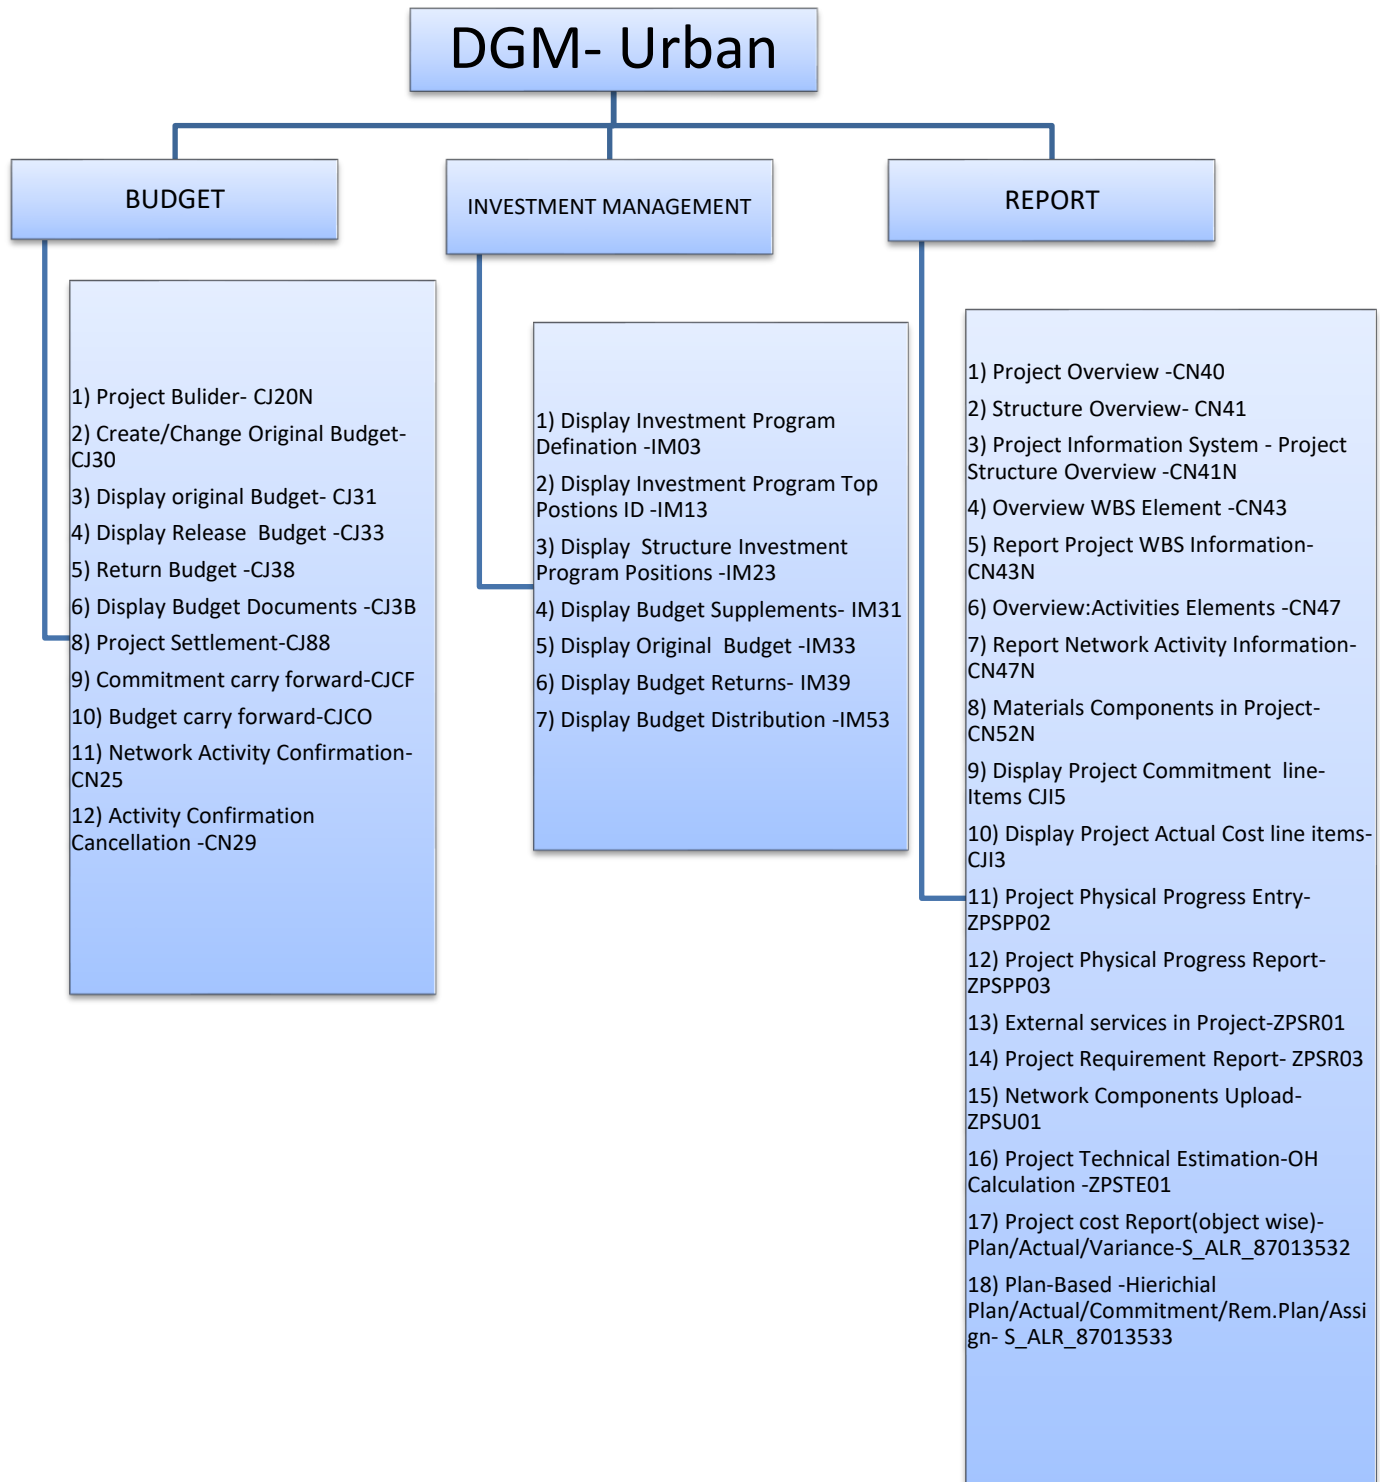 DGM- Urban
BUDGET
INVESTMENT MANAGEMENT
REPORT
1) Project Bulider- CJ20N
2) Create/Change Original Budget-
CJ30
3) Display original Budget- CJ31
4) Display Release  Budget -CJ33
5) Return Budget -CJ38
6) Display Budget Documents -CJ3B
8) Project Settlement-CJ88
9) Commitment carry forward-CJCF
10) Budget carry forward-CJCO
11) Network Activity Confirmation-
CN25
12) Activity Confirmation
Cancellation -CN29
1) Display Investment Program
Defination -IM03
2) Display Investment Program Top
Postions ID -IM13
3) Display  Structure Investment
Program Positions -IM23
4) Display Budget Supplements- IM31
5) Display Original  Budget -IM33
6) Display Budget Returns- IM39
7) Display Budget Distribution -IM53
1) Project Overview -CN40
2) Structure Overview- CN41
3) Project Information System - Project
Structure Overview -CN41N
4) Overview WBS Element -CN43
5) Report Project WBS Information-
CN43N
6) Overview:Activities Elements -CN47
7) Report Network Activity Information-
CN47N
8) Materials Components in Project-
CN52N
9) Display Project Commitment  line-
Items CJI5
10) Display Project Actual Cost line items-
CJI3
11) Project Physical Progress Entry-
ZPSPP02
12) Project Physical Progress Report-
ZPSPP03
13) External services in Project-ZPSR01
14) Project Requirement Report- ZPSR03
15) Network Components Upload-
ZPSU01
16) Project Technical Estimation-OH
Calculation -ZPSTE01
17) Project cost Report(object wise)-
Plan/Actual/Variance-S_ALR_87013532
18) Plan-Based -Hierichial
Plan/Actual/Commitment/Rem.Plan/Assi
gn- S_ALR_87013533